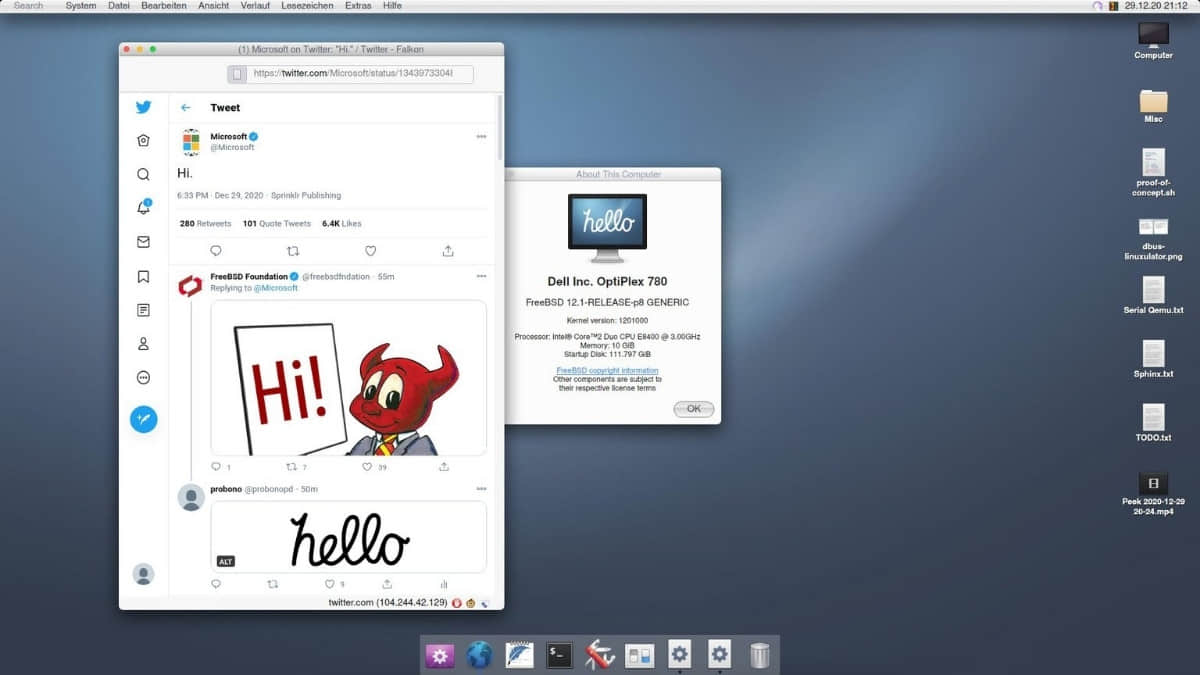 Search System Datei Bearbeiten Ansicht Verlauf Lesezeichen Extras Hilfe 29.12.20 21:12
(1) Microsoft on Twitter: "Hi." / Twitter - Falkon
https://twitter.com/Microsoft/status/1343973304
Tweet
Microsoft
@Microsoft
Hi.
6:33 PM · Dec 29, 2020 · Sprinklr Publishing
280 Retweets 101 Quote Tweets 6.4K Likes
1
FreeBSD Foundation @freebsdfndation · 55m
Replying to @Microsoft
Hi!
1 7 39
probono @probonopd · 50m
hello
ALT
9
twitter.com (104.244.42.129)
About This Computer
hello
Dell Inc. OptiPlex 780
FreeBSD 12.1-RELEASE-p8 GENERIC
Kernel version: 1201000
Processor: Intel® Core™2 Duo CPU E8400 @ 3.00GHz
Memory: 10 GiB
Startup Disk: 111.797 GiB
FreeBSD copyright information
Other components are subject to
their respective license terms
OK
Computer
Misc
proof-of-
concept.sh
dbus-
linuxulator.png
Serial Qemu.txt
Sphinx.txt
TODO.txt
Peek 2020-12-29
20-24.mp4
$_